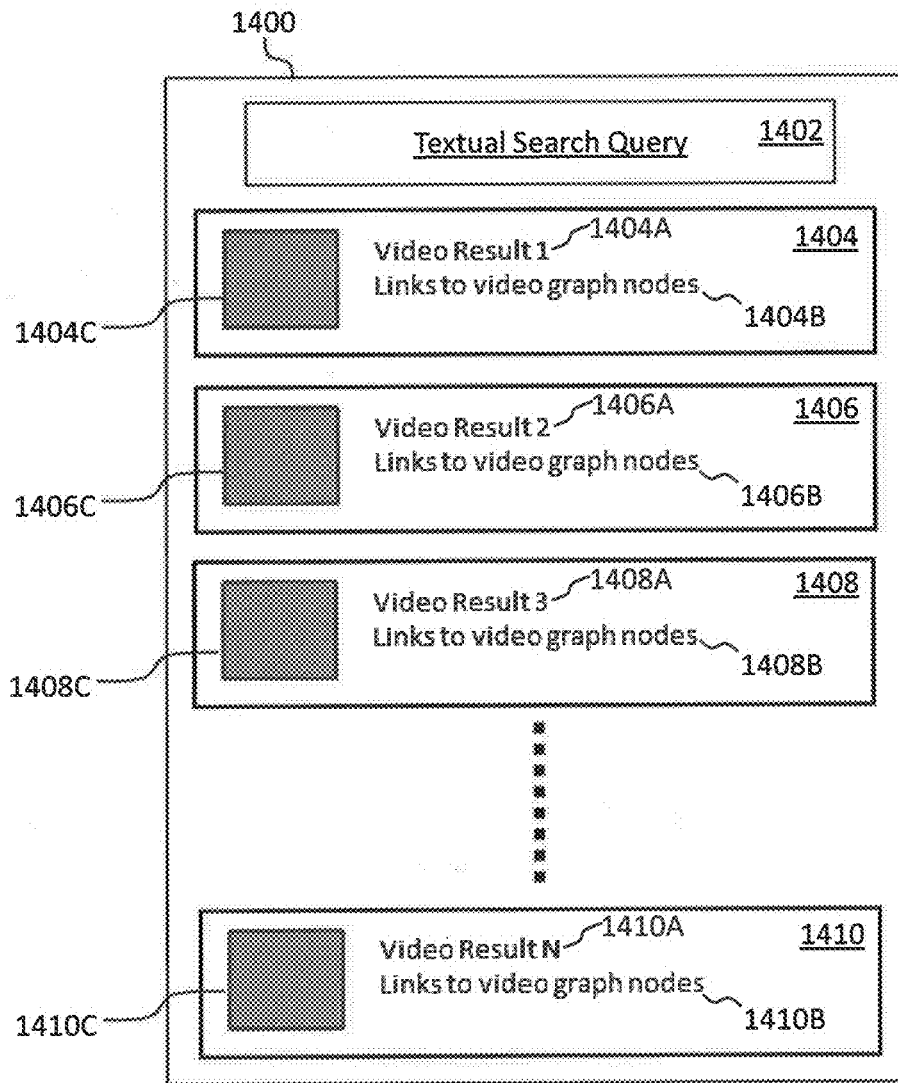 1400
Textual Search Query 1402
Video Result 1 1404A 1404
Links to video graph nodes 1404B
1404C
Video Result 2 1406A 1406
Links to video graph nodes 1406B
1406C
Video Result 3 1408A 1408
Links to video graph nodes 1408B
1408C
Video Result N 1410A 1410
Links to video graph nodes 1410B
1410C